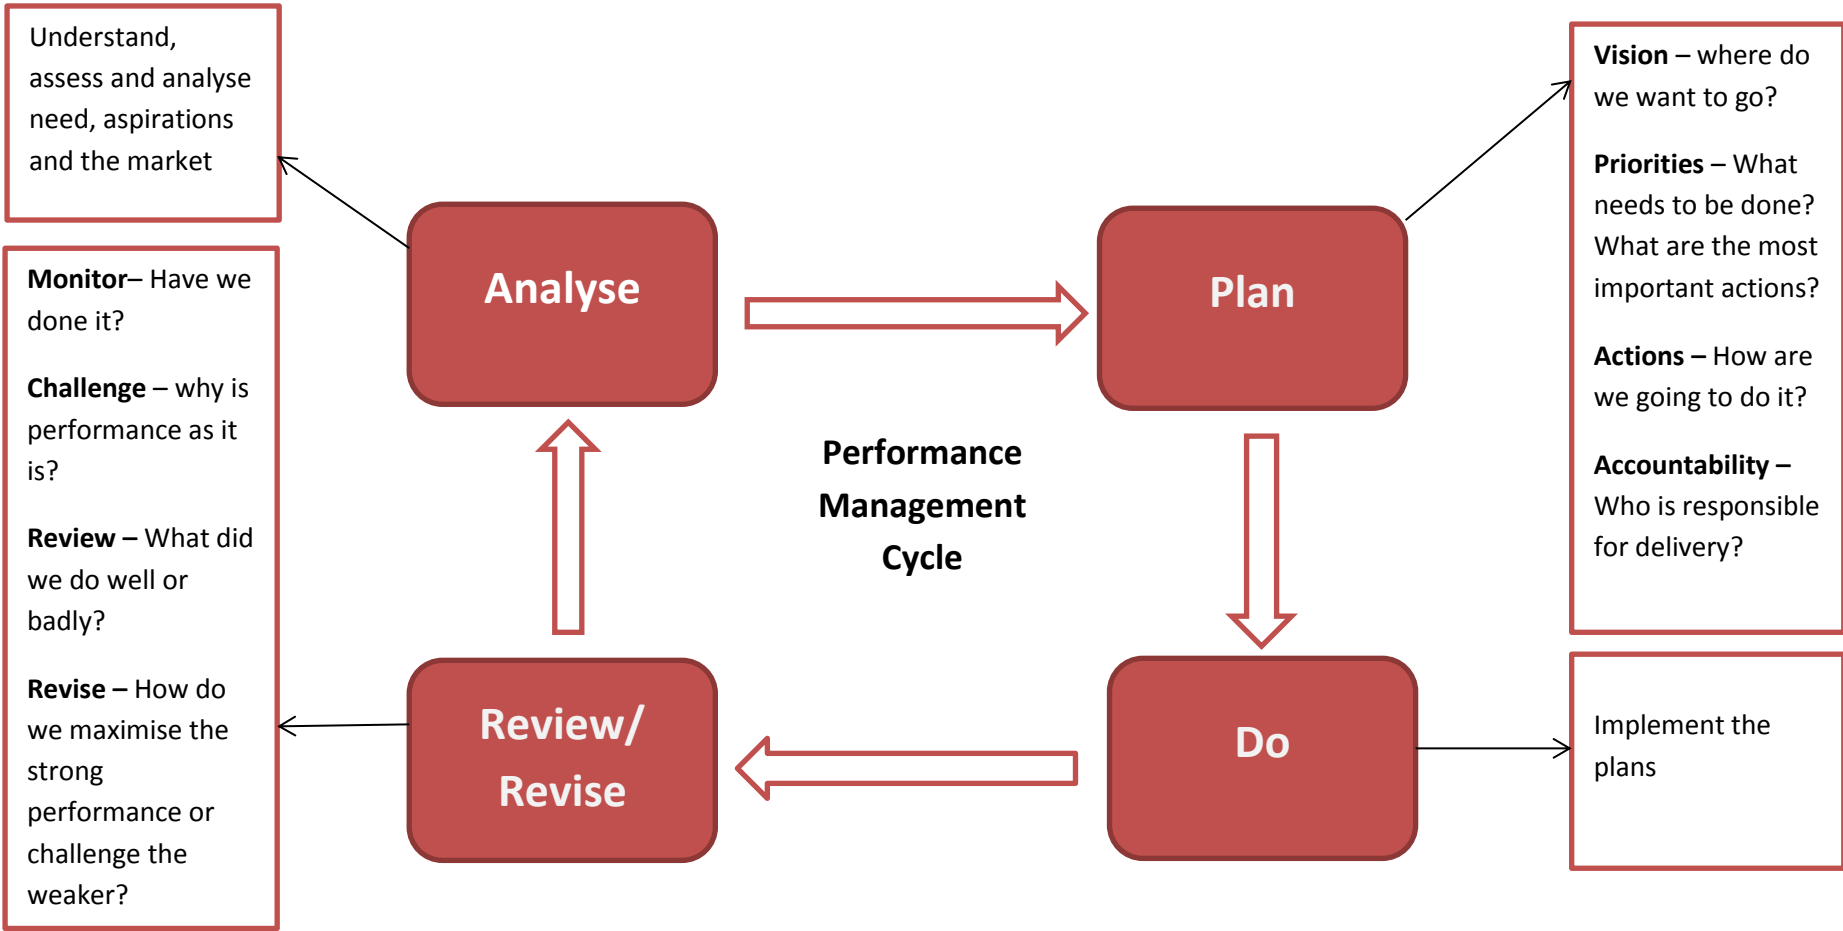 Understand,
assess and analyse
need, aspirations
and the market
Monitor– Have we
done it?
Challenge – why is
performance as it
is?
Review – What did
we do well or
badly?
Revise – How do
we maximise the
strong
performance or
challenge the
weaker?
Analyse
Plan
Performance
Management
Cycle
Review/
Revise
Do
Vision – where do
we want to go?
Priorities – What
needs to be done?
What are the most
important actions?
Actions – How are
we going to do it?
Accountability –
Who is responsible
for delivery?
Implement the
plans